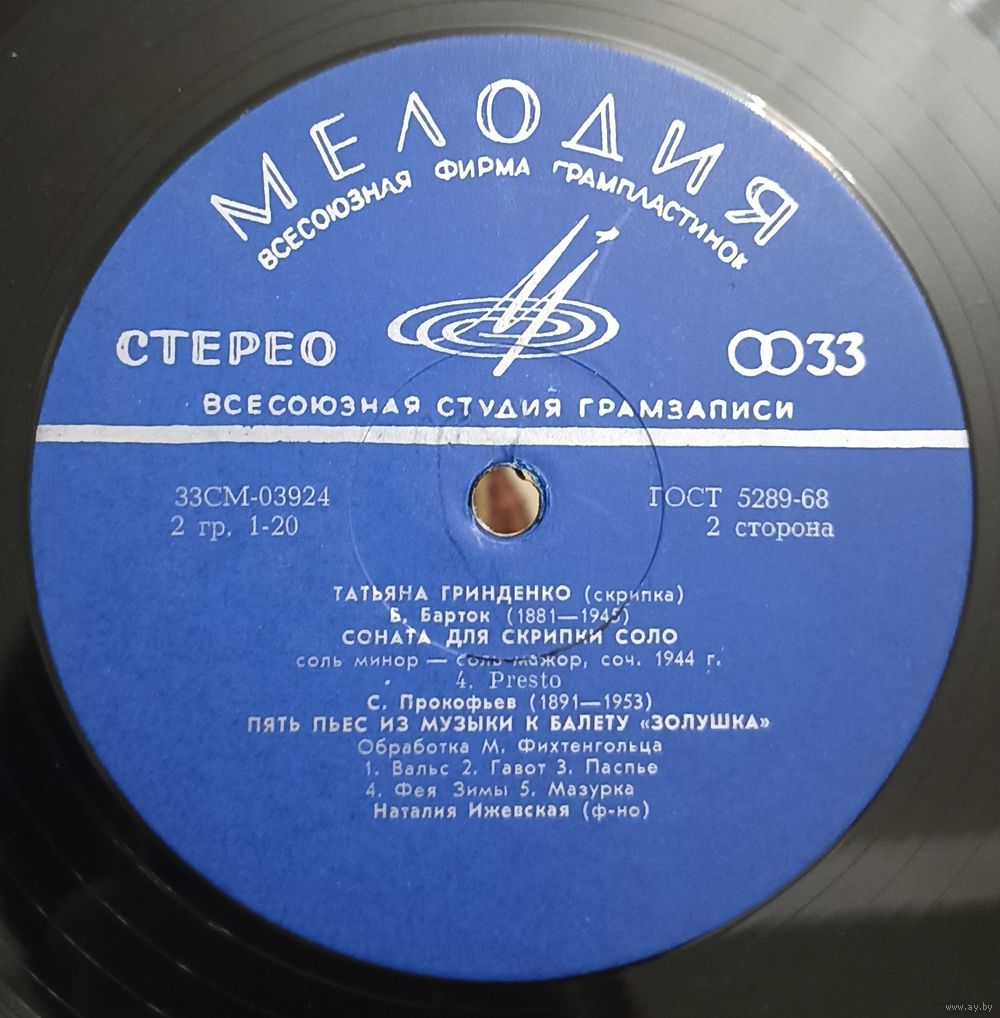 МЕЛОДИЯ
ВСЕСОЮЗНАЯ ФИРМА ГРАМПЛАСТИНОК
СТЕРЕО
33
ВСЕСОЮЗНАЯ СТУДИЯ ГРАМЗАПИСИ
33СМ-03924
ГОСТ 5289-68
2 гр. 1-20
2 сторона
ТАТЬЯНА ГРИНДЕНКО (скрипка)
Б. Барток (1881—1945)
СОНАТА ДЛЯ СКРИПКИ СОЛО
соль минор — соль мажор, соч. 1944 г.
4. Presto
С. Прокофьев (1891—1953)
ПЯТЬ ПЬЕС ИЗ МУЗЫКИ К БАЛЕТУ «ЗОЛУШКА»
Обработка М. Фихтенгольца
1. Вальс 2. Гавот 3. Паспье
4. Фея Зимы 5. Мазурка
Наталия Ижевская (ф-но)
www.ay.by